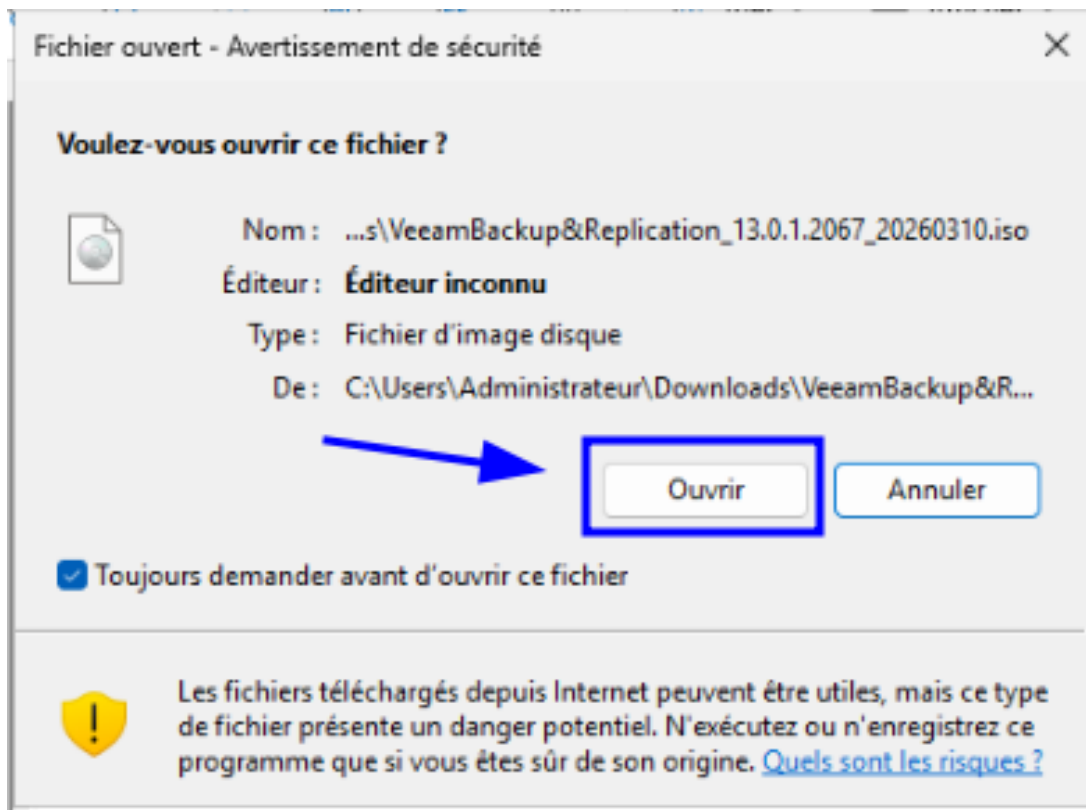 Fichier ouvert - Avertissement de sécurité
Voulez-vous ouvrir ce fichier ?
Nom : ...s\VeeamBackup&Replication_13.0.1.2067_20260310.iso
Éditeur : Éditeur inconnu
Type : Fichier d'image disque
De : C:\Users\Administrateur\Downloads\VeeamBackup&R...
Ouvrir Annuler
Toujours demander avant d'ouvrir ce fichier
Les fichiers téléchargés depuis Internet peuvent être utiles, mais ce type
de fichier présente un danger potentiel. N'exécutez ou n'enregistrez ce
programme que si vous êtes sûr de son origine. Quels sont les risques ?